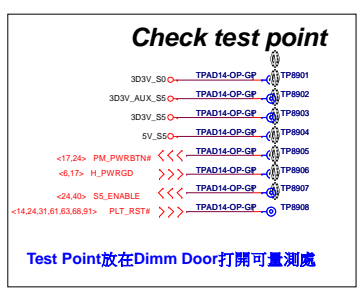 Check test point
3D3V_S0 TPAD14-OP-GP TP8901
3D3V_AUX_S5 TPAD14-OP-GP TP8902
3D3V_S5 TPAD14-OP-GP TP8903
5V_S5 TPAD14-OP-GP TP8904
<17,24> PM_PWRBTN# TPAD14-OP-GP TP8905
<6,17> H_PWRGD TPAD14-OP-GP TP8906
<24,40> S5_ENABLE TPAD14-OP-GP TP8907
<14,24,31,61,63,68,91> PLT_RST# TPAD14-OP-GP TP8908
Test Point放在Dimm Door打開可量測處